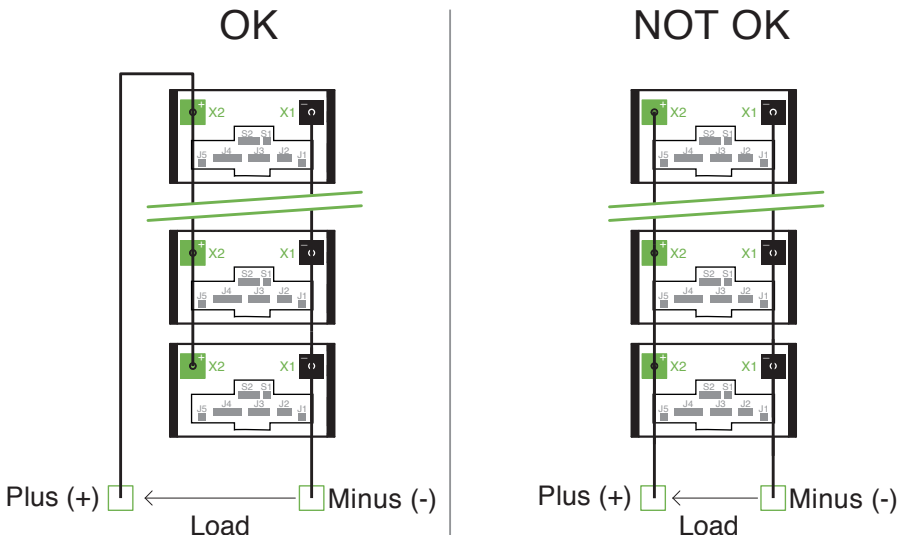 OK
NOT OK
+ X2 X1 −
S2 S1
J5 J4 J3 J2 J1
+ X2 X1 −
S2 S1
J5 J4 J3 J2 J1
+ X2 X1 −
S2 S1
J5 J4 J3 J2 J1
Plus (+)
Minus (-)
Load
+ X2 X1 −
S2 S1
J5 J4 J3 J2 J1
+ X2 X1 −
S2 S1
J5 J4 J3 J2 J1
+ X2 X1 −
S2 S1
J5 J4 J3 J2 J1
Plus (+)
Minus (-)
Load